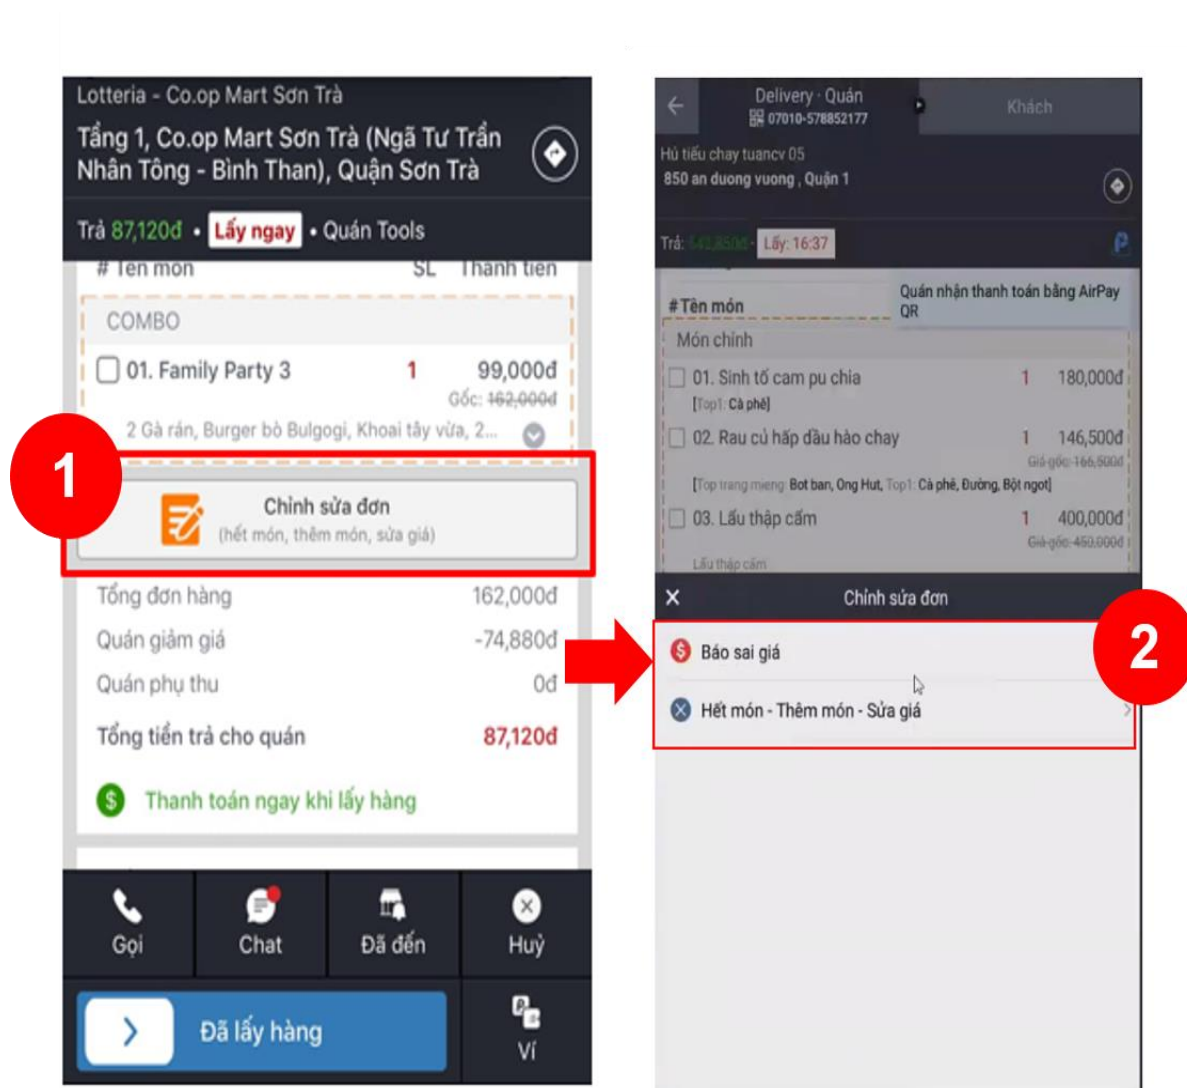 Lotteria - Co.op Mart Sơn Trà
Tầng 1, Co.op Mart Sơn Trà (Ngã Tư Trần
Nhân Tông - Bình Than), Quận Sơn
Trà
Trả 87,120đ • Lấy ngay • Quán Tools
# Tên món SL Thành tiền
COMBO
01. Family Party 3 1 99,000đ
Gốc: 162,000đ
2 Gà rán, Burger bò Bulgogi, Khoai tây vừa, 2...
1
Chỉnh sửa đơn
(hết món, thêm món, sửa giá)
Tổng đơn hàng 162,000đ
Quán giảm giá -74,880đ
Quán phụ thu 0đ
Tổng tiền trả cho quán 87,120đ
Thanh toán ngay khi lấy hàng
Gọi Chat Đã đến Huỷ
Đã lấy hàng Ví
Delivery - Quán Khách
07010-578852177
Hủ tiếu chay tuancv 05
850 an duong vuong , Quận 1
Trả: Lấy: 16:37
Quán nhận thanh toán bằng AirPay
QR
# Tên món
Món chính
01. Sinh tố cam pu chia 1 180,000đ
[Top1: Cà phê]
02. Rau củ hấp dầu hào chay 1 146,500đ
Giá gốc: 166,500đ
[Top trang mieng: Bot ban, Ong Hut, Top1: Cà phê, Đường, Bột ngot]
03. Lẩu thập cẩm 1 400,000đ
Giá gốc: 450,000đ
Lẩu thập cẩm
Chỉnh sửa đơn
2
Báo sai giá
Hết món - Thêm món - Sửa giá